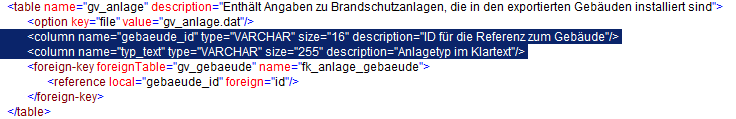 <table name="gv_anlage" description="Enthält Angaben zu Brandschutzanlagen, die in den exportierten Gebäuden installiert sind">
<option key="file" value="gv_anlage.dat"/>
<column name="gebaeude_id" type="VARCHAR" size="16" description="ID für die Referenz zum Gebäude"/>
<column name="typ_text" type="VARCHAR" size="255" description="Anlagetyp im Klartext"/>
<foreign-key foreignTable="gv_gebaeude" name="fk_anlage_gebaeude">
<reference local="gebaeude_id" foreign="id"/>
</foreign-key>
</table>